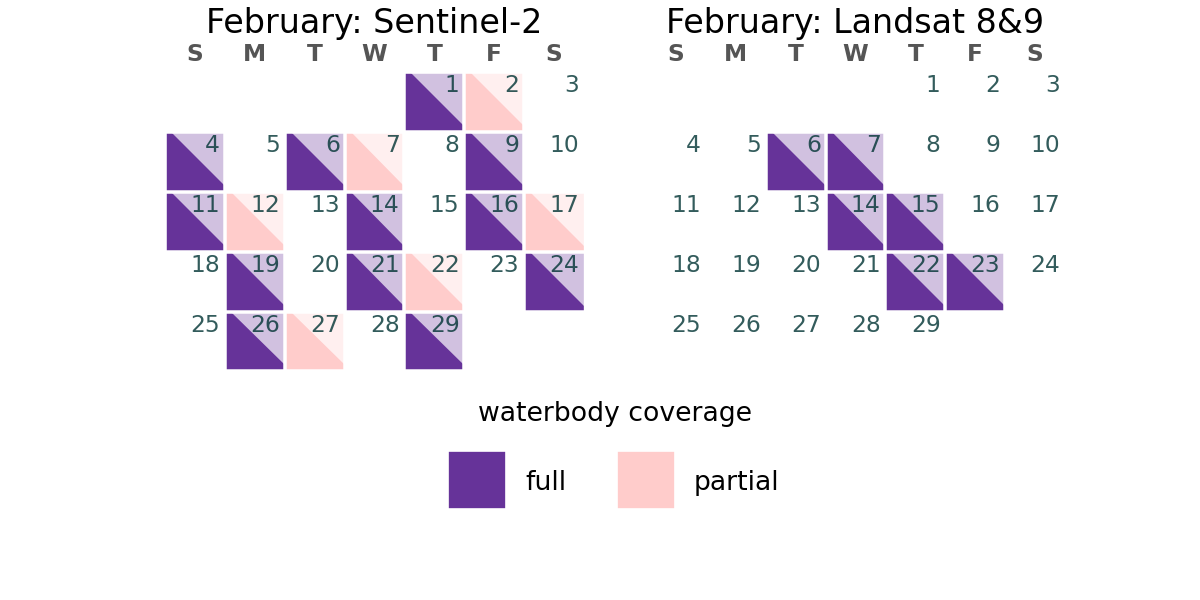 February: Sentinel-2
S M T W T F S
1 2 3
4 5 6 7 8 9 10
11 12 13 14 15 16 17
18 19 20 21 22 23 24
25 26 27 28 29
February: Landsat 8&9
S M T W T F S
1 2 3
4 5 6 7 8 9 10
11 12 13 14 15 16 17
18 19 20 21 22 23 24
25 26 27 28 29
waterbody coverage
full partial